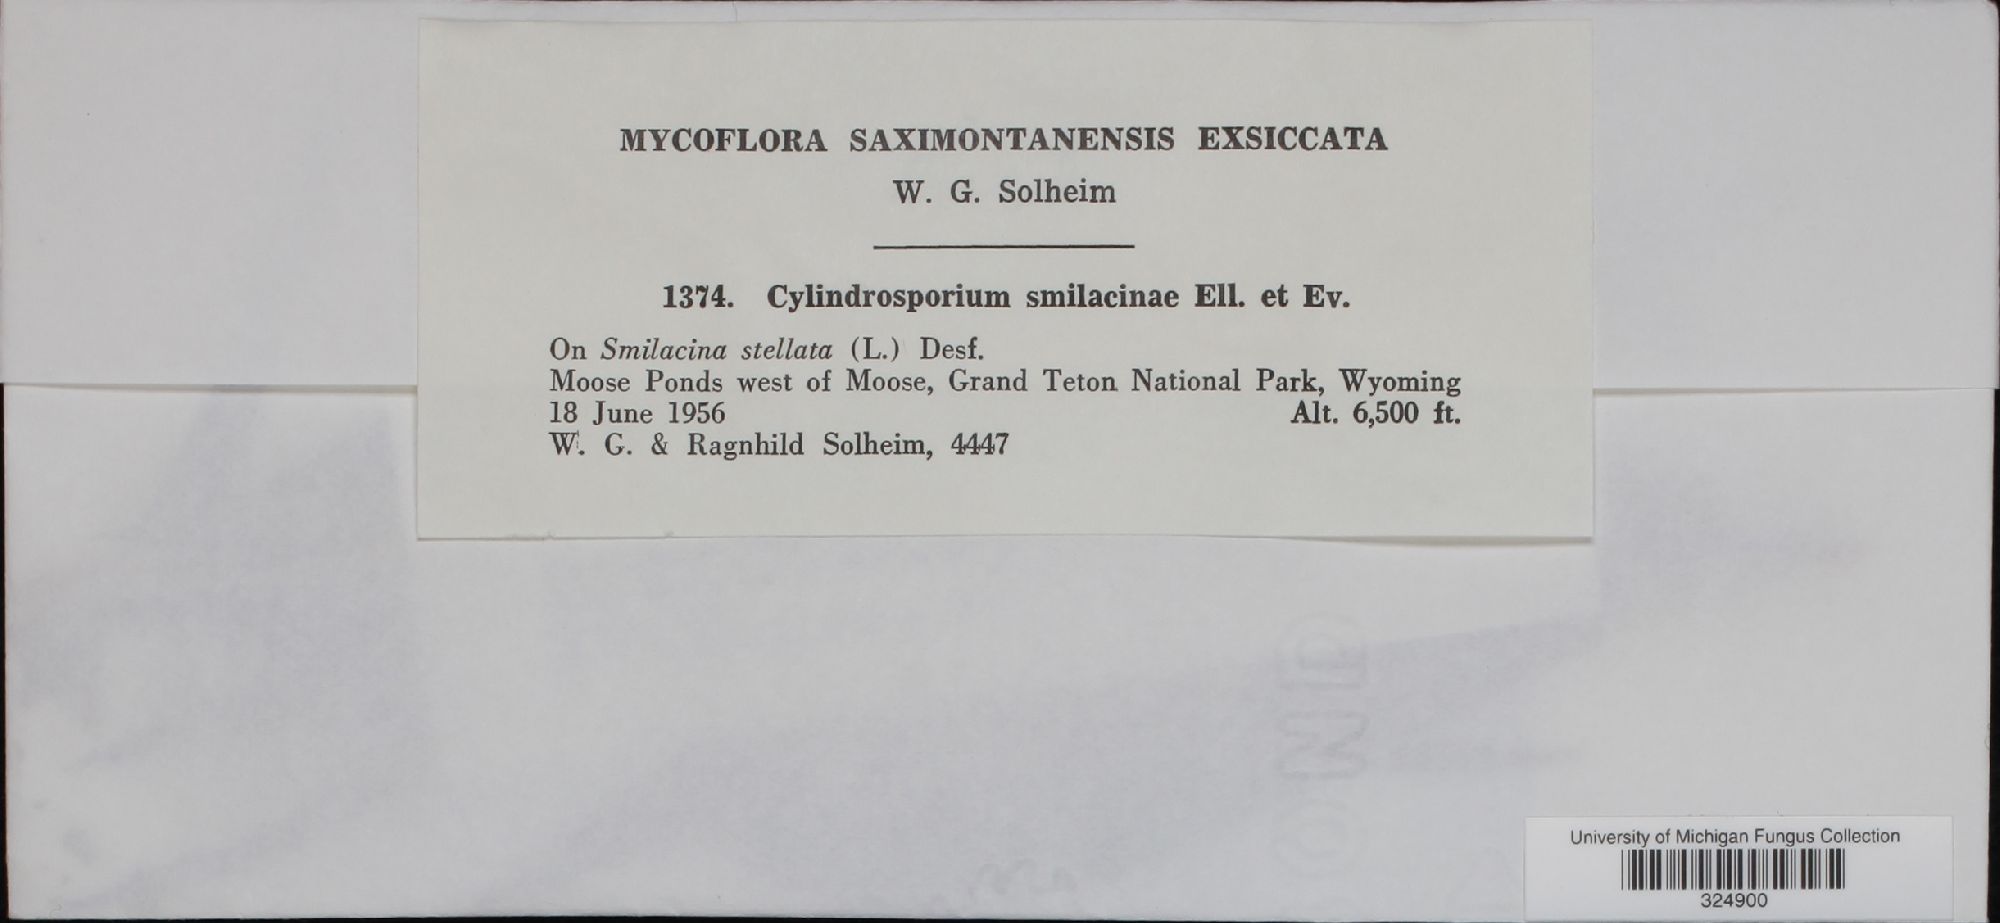 MYCOFLORA SAXIMONTANENSIS EXSICCATA
W. G. Solheim
1374. Cylindrosporium smilacinae Ell. et Ev.
On Smilacina stellata (L.) Desf.
Moose Ponds west of Moose, Grand Teton National Park, Wyoming
18 June 1956 Alt. 6,500 ft.
W. G. & Ragnhild Solheim, 4447
University of Michigan Fungus Collection
324900